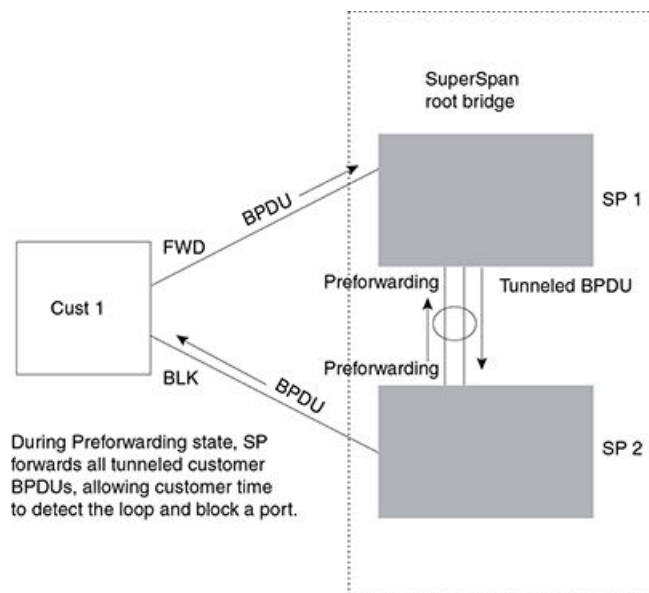 SuperSpan
root bridge
SP 1
BPDU
FWD
Cust 1
Preforwarding
Tunneled BPDU
Preforwarding
BPDU
BLK
SP 2
During Preforwarding state, SP
forwards all tunneled customer
BPDUs, allowing customer time
to detect the loop and block a port.